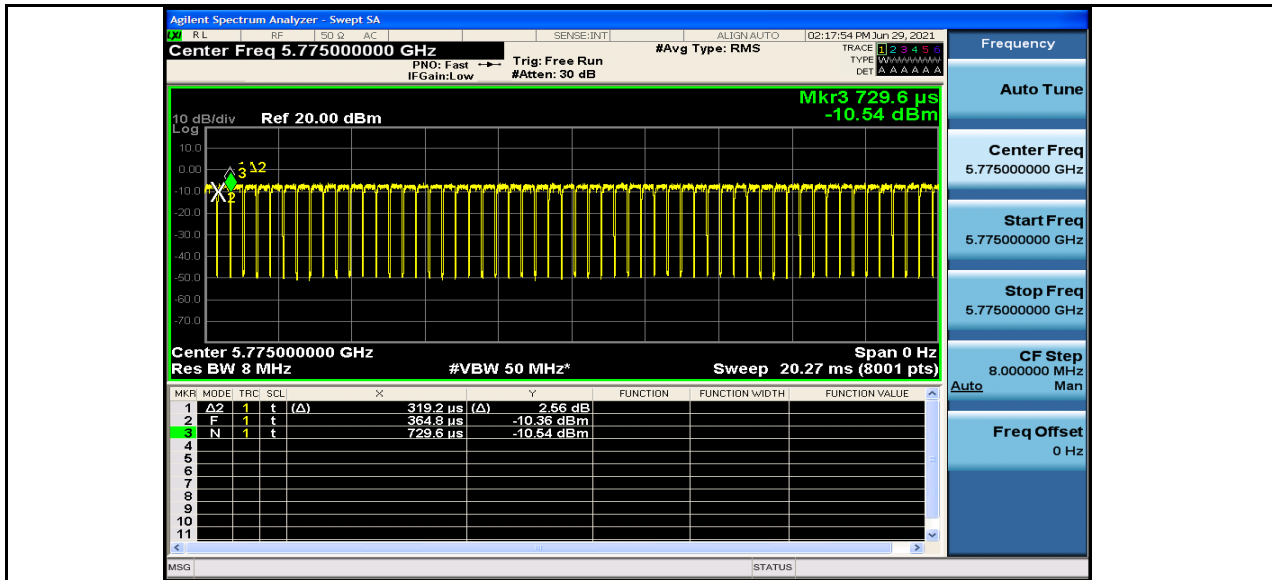 Agilent Spectrum Analyzer - Swept SA
LXI RL RF 50 Ω AC SENSE:INT ALIGN AUTO 02:17:54 PM Jun 29, 2021
Center Freq 5.775000000 GHz
PNO: Fast
IFGain:Low
Trig: Free Run
#Atten: 30 dB
#Avg Type: RMS
TRACE 1 2 3 4 5 6
TYPE WWWWWW
DET A A A A A A
Mkr3 729.6 µs
-10.54 dBm
10 dB/div Ref 20.00 dBm
Log
10.0
0.00
-10.0
-20.0
-30.0
-40.0
-50.0
-60.0
-70.0
3 1Δ2
X2
Center 5.775000000 GHz Span 0 Hz
Res BW 8 MHz #VBW 50 MHz* Sweep 20.27 ms (8001 pts)
MKR MODE TRC SCL X Y FUNCTION FUNCTION WIDTH FUNCTION VALUE
1 Δ2 1 t (Δ) 319.2 µs (Δ) 2.56 dB
2 F 1 t 364.8 µs -10.36 dBm
3 N 1 t 729.6 µs -10.54 dBm
4
5
6
7
8
9
10
11
MSG STATUS
Frequency
Auto Tune
Center Freq
5.775000000 GHz
Start Freq
5.775000000 GHz
Stop Freq
5.775000000 GHz
CF Step
8.000000 MHz
Auto Man
Freq Offset
0 Hz